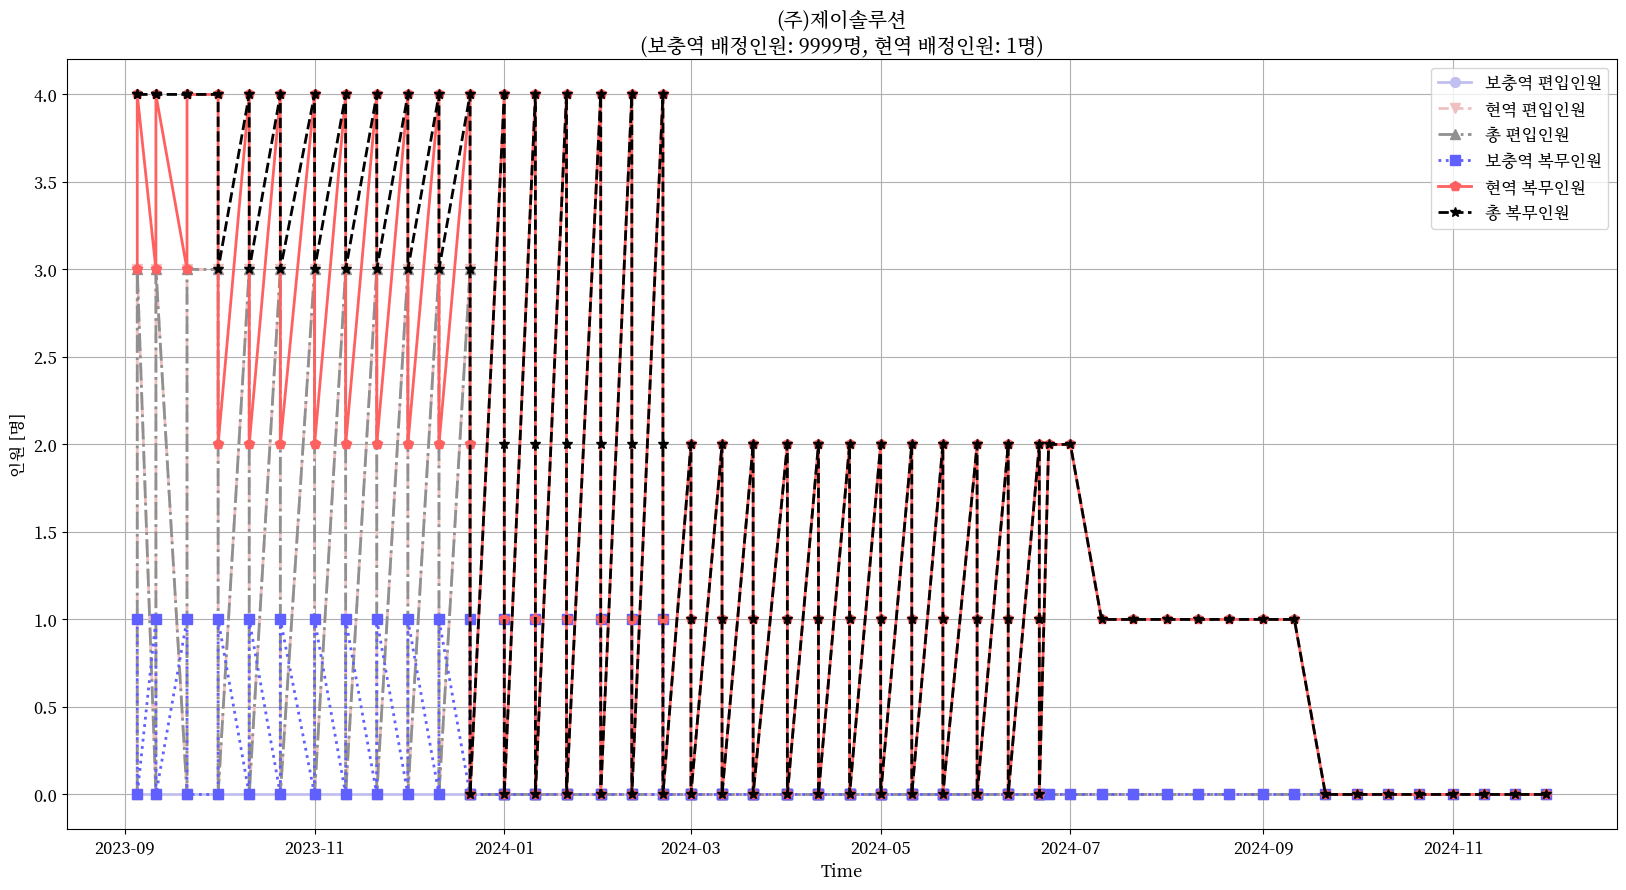 (주)제이솔루션
(보충역 배정인원: 9999명, 현역 배정인원: 1명)
보충역 편입인원
현역 편입인원
총 편입인원
보충역 복무인원
현역 복무인원
총 복무인원
인원 [명]
4.0
3.5
3.0
2.5
2.0
1.5
1.0
0.5
0.0
2023-09 2023-11 2024-01 2024-03 2024-05 2024-07 2024-09 2024-11
Time